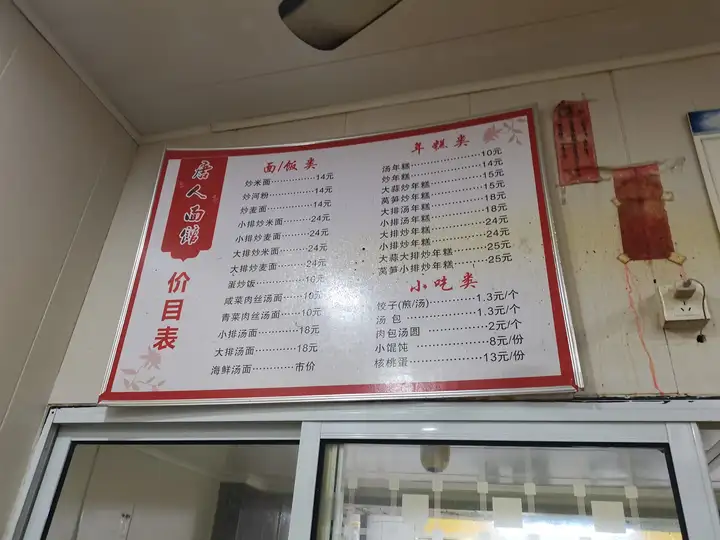 唐人面馆
价目表
面/饭类
炒米面············14元
炒河粉············14元
炒麦面············14元
小排炒米面········24元
小排炒麦面········24元
大排炒米面········24元
大排炒麦面········24元
蛋炒饭············元
咸菜肉丝汤面······10元
青菜肉丝汤面······10元
小排汤面··········18元
大排汤面··········18元
海鲜汤面··········市价
年糕类
汤年糕············10元
炒年糕············14元
大蒜炒年糕········15元
莴笋炒年糕········15元
大排汤年糕········18元
小排汤年糕········18元
大排炒年糕········24元
小排炒年糕········24元
大蒜大排炒年糕····25元
莴笋小排炒年糕····25元
小吃类
饺子(煎/汤)·······1.3元/个
汤包··············1.3元/个
肉包汤圆··········2元/个
小馄饨············8元/份
核桃蛋············13元/份